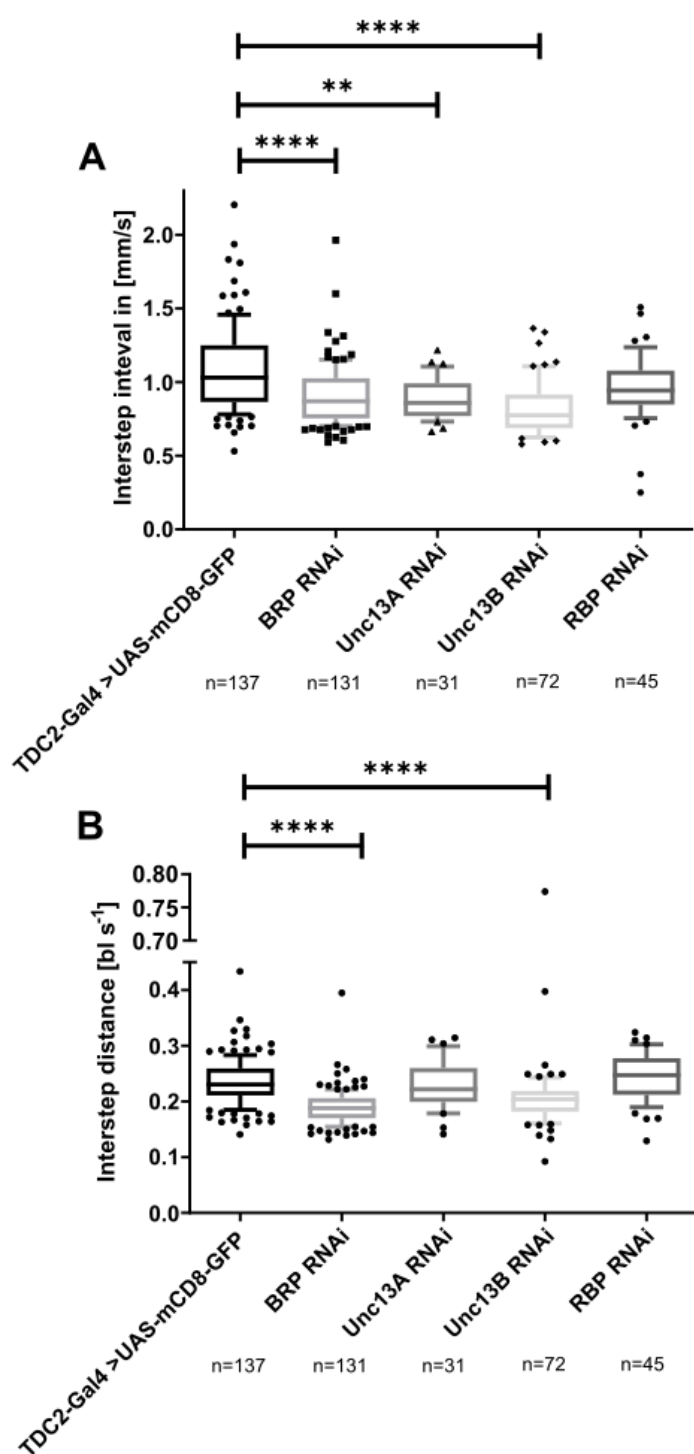 ****
**
****
A
Interstep inteval in [mm/s]
2.0
1.5
1.0
0.5
0.0
TDC2-Gal4 >UAS-mCD8-GFP
BRP RNAi
Unc13A RNAi
Unc13B RNAi
RBP RNAi
n=137 n=131 n=31 n=72 n=45
****
****
B
Interstep distance [bl s⁻¹]
0.80
0.75
0.70
0.4
0.3
0.2
0.1
0.0
TDC2-Gal4 >UAS-mCD8-GFP
BRP RNAi
Unc13A RNAi
Unc13B RNAi
RBP RNAi
n=137 n=131 n=31 n=72 n=45